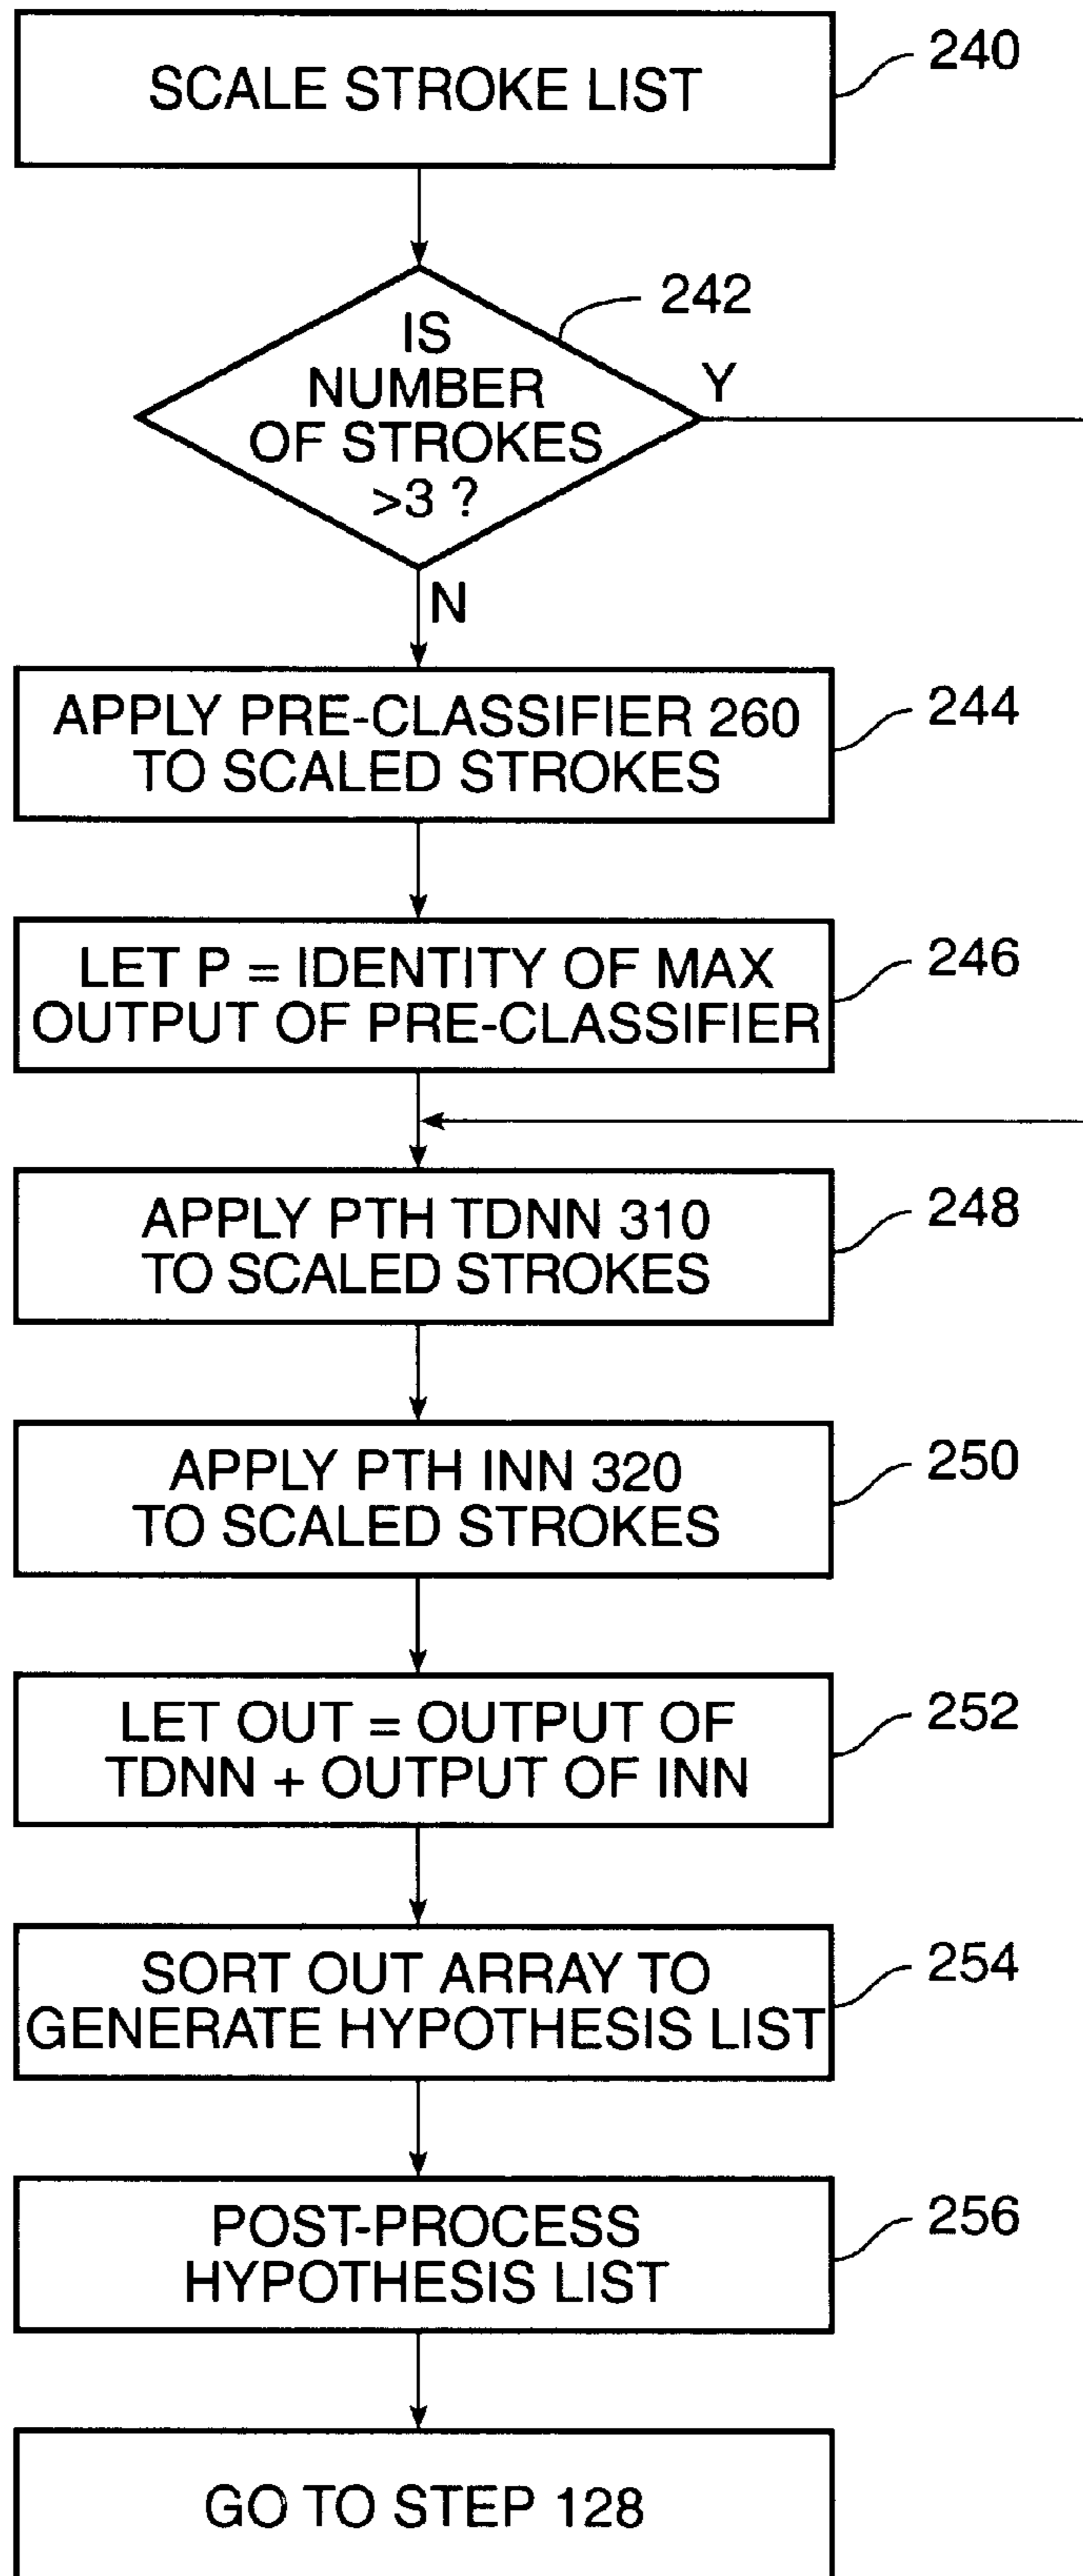 SCALE STROKE LIST
240
242
IS
NUMBER
OF STROKES
>3 ?
Y
N
APPLY PRE-CLASSIFIER 260
TO SCALED STROKES
244
LET P = IDENTITY OF MAX
OUTPUT OF PRE-CLASSIFIER
246
APPLY PTH TDNN 310
TO SCALED STROKES
248
APPLY PTH INN 320
TO SCALED STROKES
250
LET OUT = OUTPUT OF
TDNN + OUTPUT OF INN
252
SORT OUT ARRAY TO
GENERATE HYPOTHESIS LIST
254
POST-PROCESS
HYPOTHESIS LIST
256
GO TO STEP 128